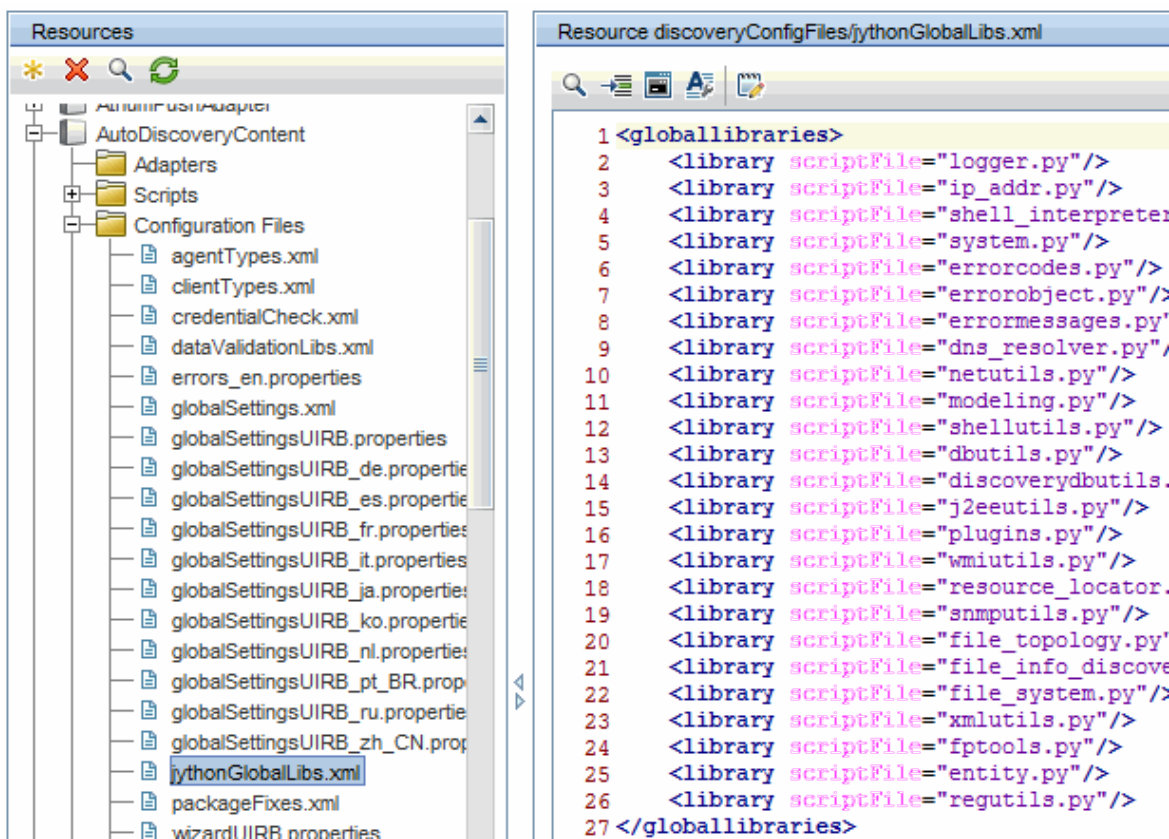 Resources
AtriumPushAdapter
AutoDiscoveryContent
Adapters
Scripts
Configuration Files
agentTypes.xml
clientTypes.xml
credentialCheck.xml
dataValidationLibs.xml
errors_en.properties
globalSettings.xml
globalSettingsUIRB.properties
globalSettingsUIRB_de.propertie
globalSettingsUIRB_es.propertie
globalSettingsUIRB_fr.properties
globalSettingsUIRB_it.properties
globalSettingsUIRB_ja.properties
globalSettingsUIRB_ko.propertie
globalSettingsUIRB_nl.properties
globalSettingsUIRB_pt_BR.prop
globalSettingsUIRB_ru.propertie
globalSettingsUIRB_zh_CN.prop
jythonGlobalLibs.xml
packageFixes.xml
wizardUIRB.properties
Resource discoveryConfigFiles/jythonGlobalLibs.xml
1 <globallibraries>
2 <library scriptFile="logger.py"/>
3 <library scriptFile="ip_addr.py"/>
4 <library scriptFile="shell_interpreter
5 <library scriptFile="system.py"/>
6 <library scriptFile="errorcodes.py"/>
7 <library scriptFile="errorobject.py"/>
8 <library scriptFile="errormessages.py"
9 <library scriptFile="dns_resolver.py"/
10 <library scriptFile="netutils.py"/>
11 <library scriptFile="modeling.py"/>
12 <library scriptFile="shellutils.py"/>
13 <library scriptFile="dbutils.py"/>
14 <library scriptFile="discoverydbutils.
15 <library scriptFile="j2eeutils.py"/>
16 <library scriptFile="plugins.py"/>
17 <library scriptFile="wmiutils.py"/>
18 <library scriptFile="resource_locator.
19 <library scriptFile="snmputils.py"/>
20 <library scriptFile="file_topology.py"
21 <library scriptFile="file_info_discove
22 <library scriptFile="file_system.py"/>
23 <library scriptFile="xmlutils.py"/>
24 <library scriptFile="fptools.py"/>
25 <library scriptFile="entity.py"/>
26 <library scriptFile="regutils.py"/>
27 </globallibraries>